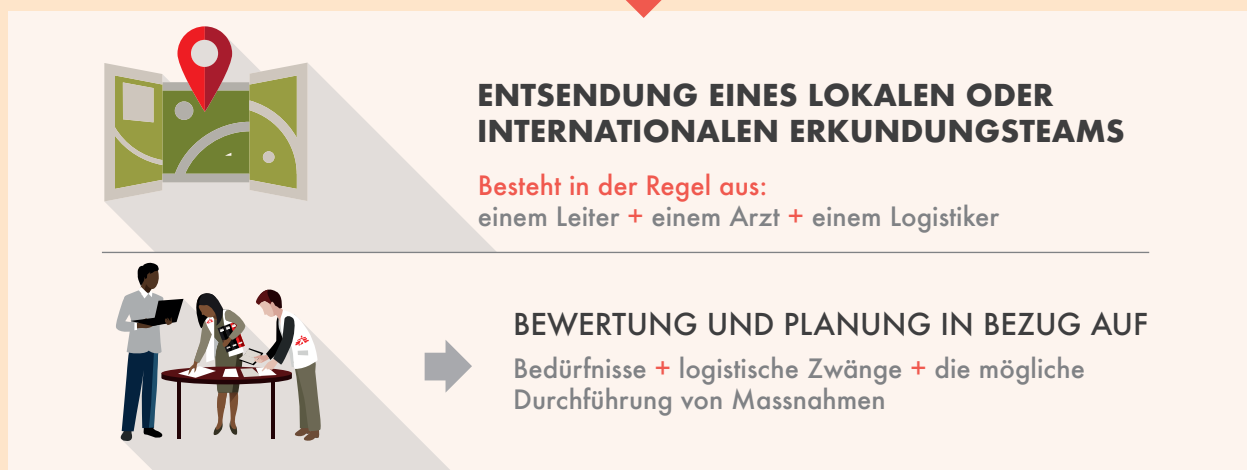 ENTSENDUNG EINES LOKALEN ODER
INTERNATIONALEN ERKUNDUNGSTEAMS
Besteht in der Regel aus:
einem Leiter + einem Arzt + einem Logistiker
BEWERTUNG UND PLANUNG IN BEZUG AUF
Bedürfnisse + logistische Zwänge + die mögliche
Durchführung von Massnahmen